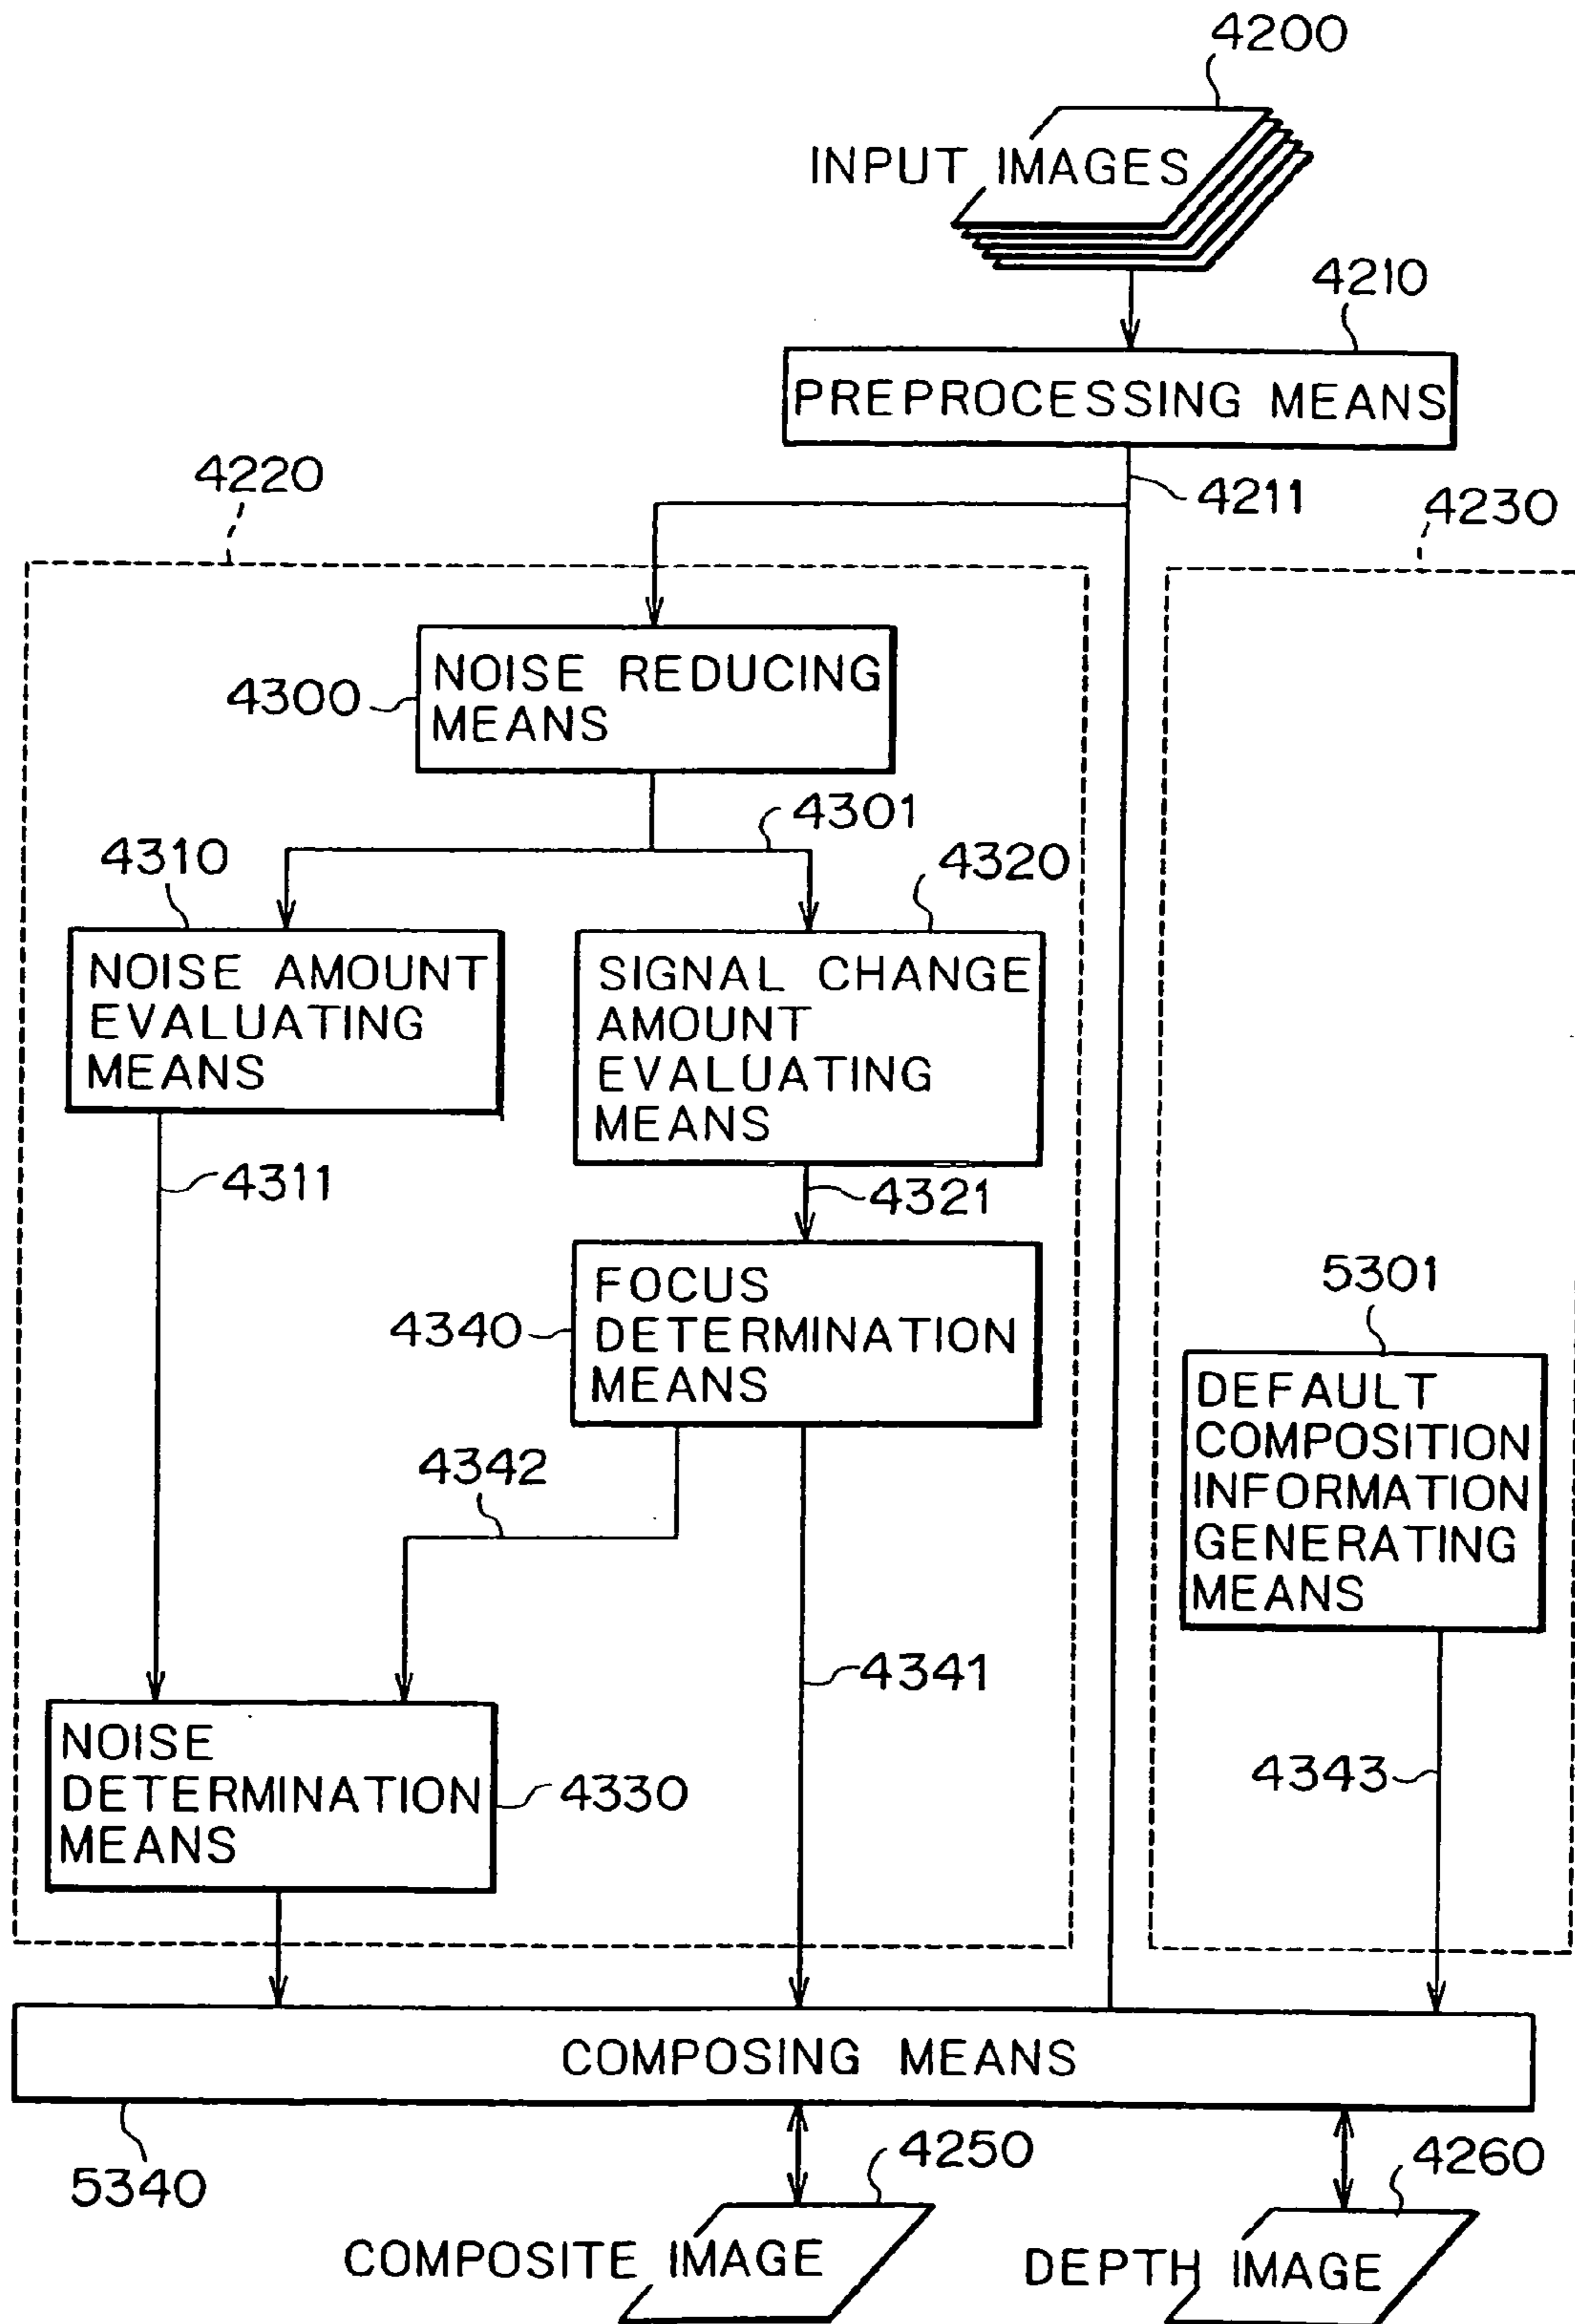 4200
INPUT IMAGES
4210
PREPROCESSING MEANS
4211
4220
4230
NOISE REDUCING
MEANS
4300
4301
4310
4320
NOISE AMOUNT
EVALUATING
MEANS
SIGNAL CHANGE
AMOUNT
EVALUATING
MEANS
4311
4321
FOCUS
DETERMINATION
MEANS
4340
5301
DEFAULT
COMPOSITION
INFORMATION
GENERATING
MEANS
4342
4341
4343
NOISE
DETERMINATION
MEANS
4330
COMPOSING MEANS
5340
4250
4260
COMPOSITE IMAGE
DEPTH IMAGE